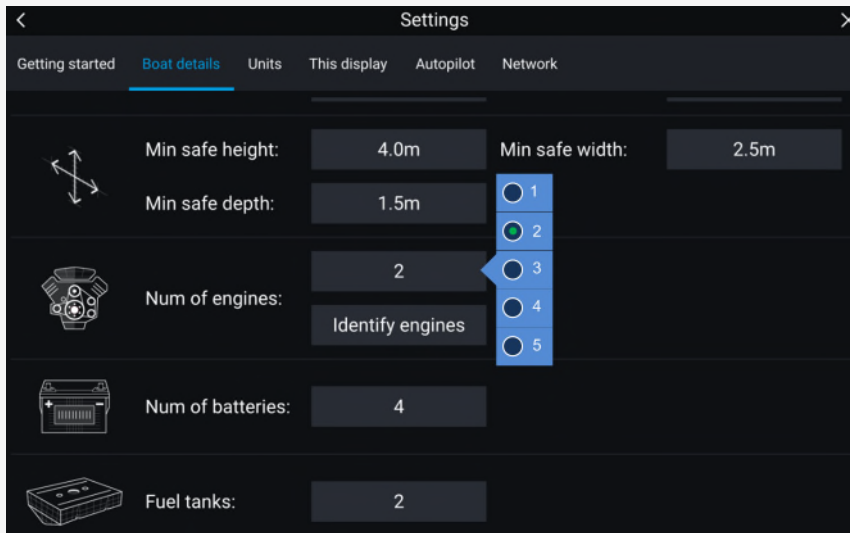 Settings
Getting started Boat details Units This display Autopilot Network
Min safe height: 4.0m Min safe width: 2.5m
Min safe depth: 1.5m
1
2
3
4
5
Num of engines: 2
Identify engines
Num of batteries: 4
Fuel tanks: 2